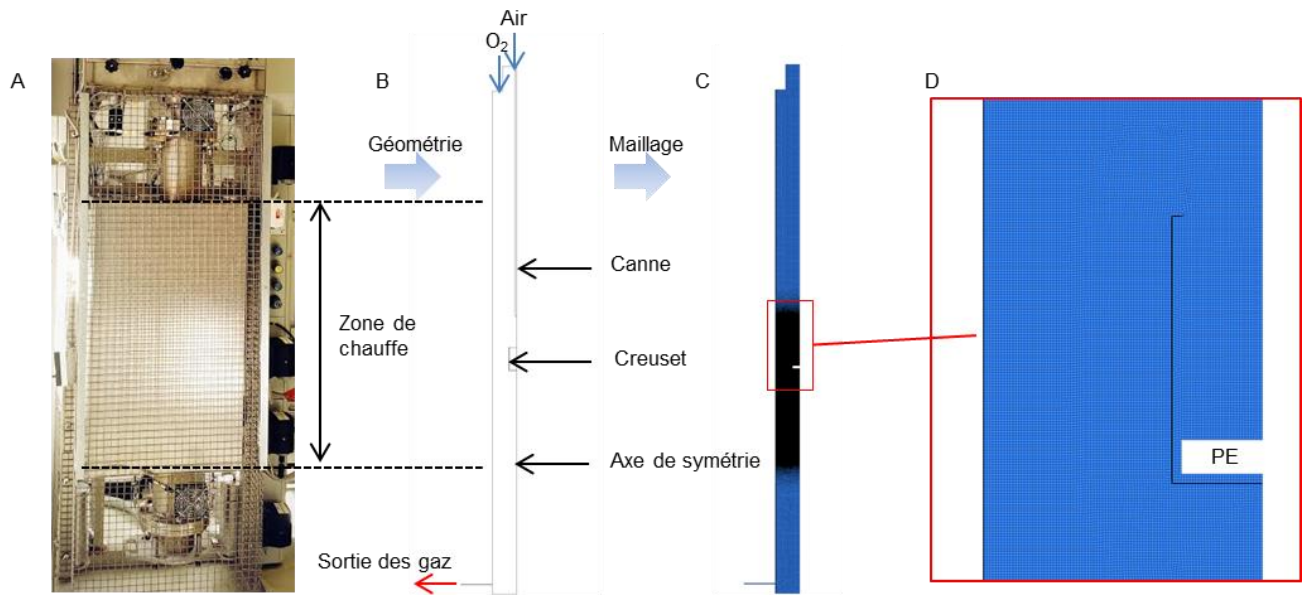 Air
O₂
A
B
C
D
Géométrie
Maillage
Canne
Zone de
chauffe
Creuset
PE
Axe de symétrie
Sortie des gaz